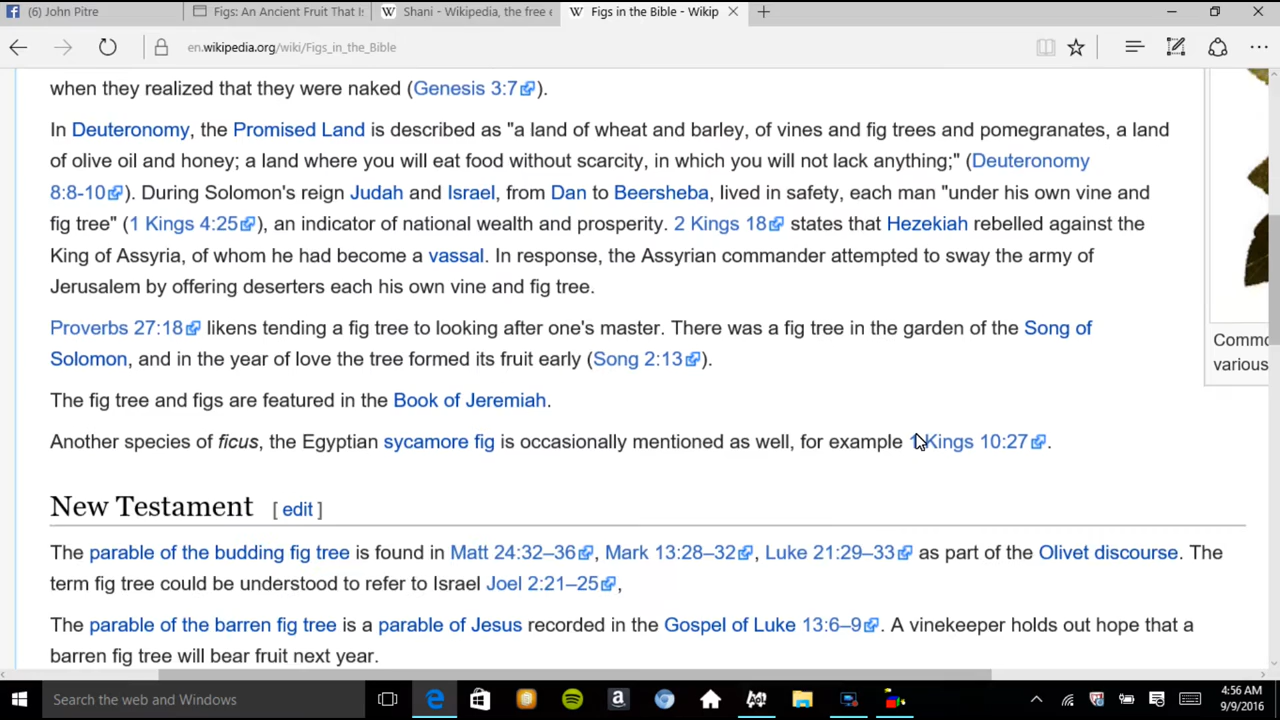 (6) John Pitre
Figs: An Ancient Fruit That Is
Shani - Wikipedia, the free e
Figs in the Bible - Wikip
en.wikipedia.org/wiki/Figs_in_the_Bible
when they realized that they were naked (Genesis 3:7).
In Deuteronomy, the Promised Land is described as "a land of wheat and barley, of vines and fig trees and pomegranates, a land
of olive oil and honey; a land where you will eat food without scarcity, in which you will not lack anything;" (Deuteronomy
8:8-10). During Solomon's reign Judah and Israel, from Dan to Beersheba, lived in safety, each man "under his own vine and
fig tree" (1 Kings 4:25), an indicator of national wealth and prosperity. 2 Kings 18 states that Hezekiah rebelled against the
King of Assyria, of whom he had become a vassal. In response, the Assyrian commander attempted to sway the army of
Jerusalem by offering deserters each his own vine and fig tree.
Proverbs 27:18 likens tending a fig tree to looking after one's master. There was a fig tree in the garden of the Song of
Solomon, and in the year of love the tree formed its fruit early (Song 2:13).
Commo
various
The fig tree and figs are featured in the Book of Jeremiah.
Another species of ficus, the Egyptian sycamore fig is occasionally mentioned as well, for example 1 Kings 10:27.
New Testament [ edit ]
The parable of the budding fig tree is found in Matt 24:32–36, Mark 13:28–32, Luke 21:29–33 as part of the Olivet discourse. The
term fig tree could be understood to refer to Israel Joel 2:21–25,
The parable of the barren fig tree is a parable of Jesus recorded in the Gospel of Luke 13:6–9. A vinekeeper holds out hope that a
barren fig tree will bear fruit next year.
Search the web and Windows
4:56 AM
9/9/2016